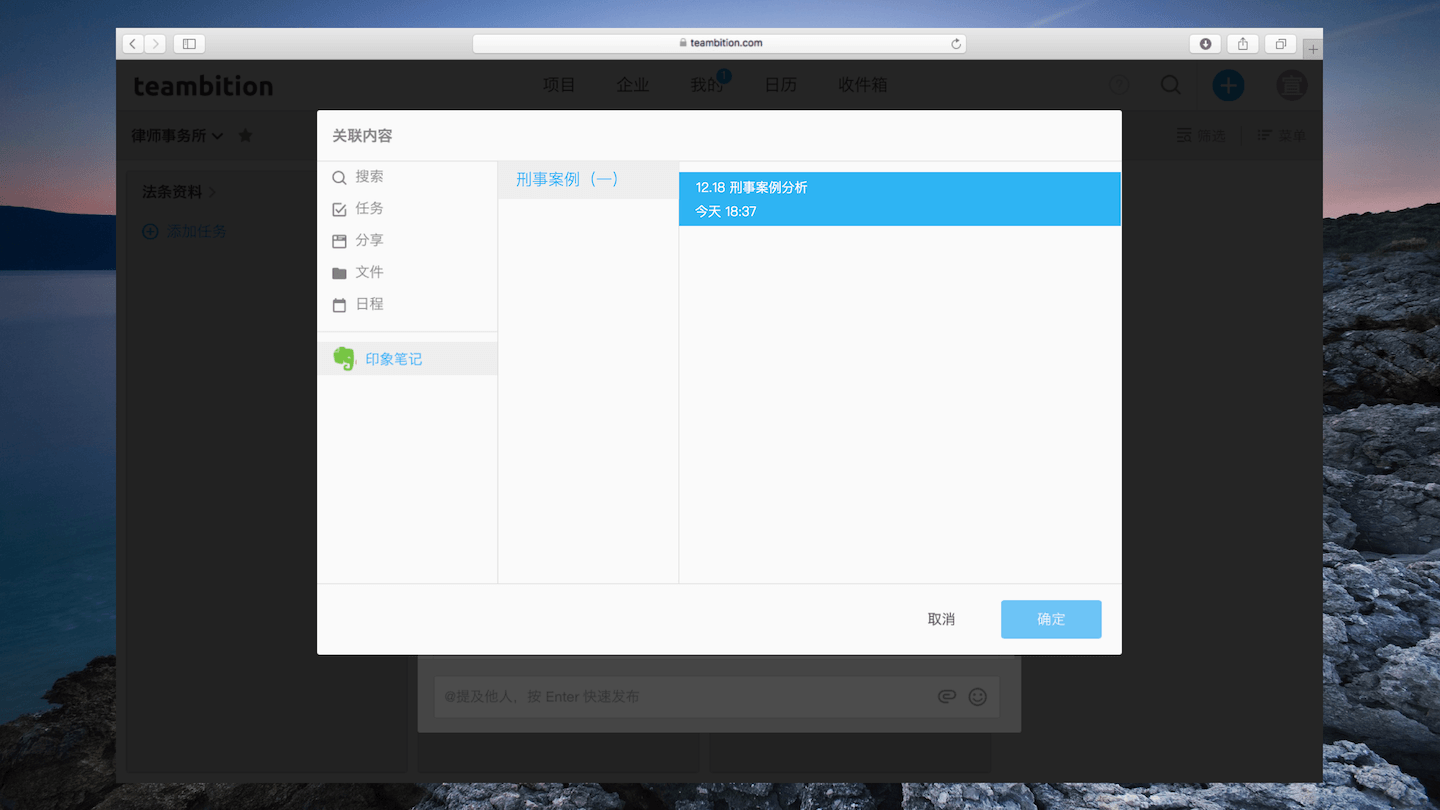 teambition.com
teambition
项目
企业
我的
1
日历
收件箱
律师事务所
筛选
菜单
法条资料
添加任务
关联内容
搜索
任务
分享
文件
日程
印象笔记
刑事案例（一）
12.18 刑事案例分析
今天 18:37
取消
确定
@提及他人，按 Enter 快速发布